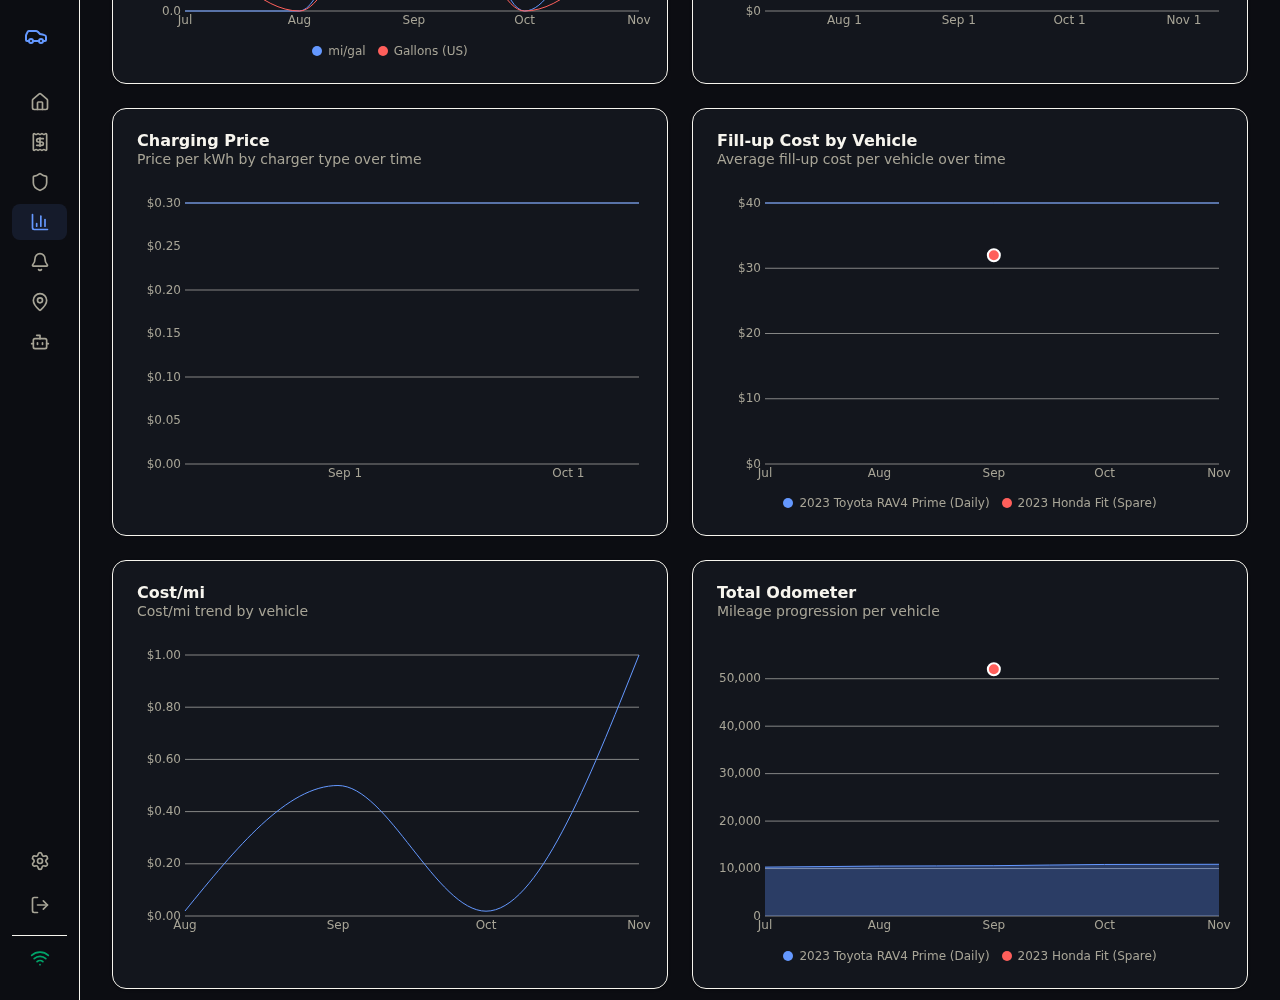 0.0
Jul Aug Sep Oct Nov
mi/gal Gallons (US)
$0
Aug 1 Sep 1 Oct 1 Nov 1
Charging Price
Price per kWh by charger type over time
$0.30
$0.25
$0.20
$0.15
$0.10
$0.05
$0.00
Sep 1 Oct 1
Fill-up Cost by Vehicle
Average fill-up cost per vehicle over time
$40
$30
$20
$10
$0
Jul Aug Sep Oct Nov
2023 Toyota RAV4 Prime (Daily) 2023 Honda Fit (Spare)
Cost/mi
Cost/mi trend by vehicle
$1.00
$0.80
$0.60
$0.40
$0.20
$0.00
Aug Sep Oct Nov
Total Odometer
Mileage progression per vehicle
50,000
40,000
30,000
20,000
10,000
0
Jul Aug Sep Oct Nov
2023 Toyota RAV4 Prime (Daily) 2023 Honda Fit (Spare)